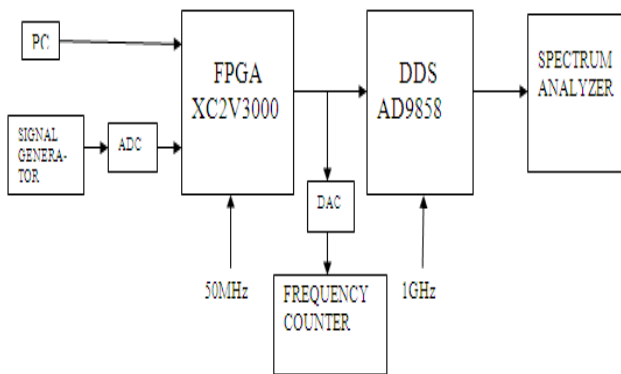 PC
FPGA
XC2V3000
DDS
AD9858
SPECTRUM
ANALYZER
SIGNAL
GENERA-
TOR
ADC
DAC
50MHz
FREQUENCY
COUNTER
1GHz